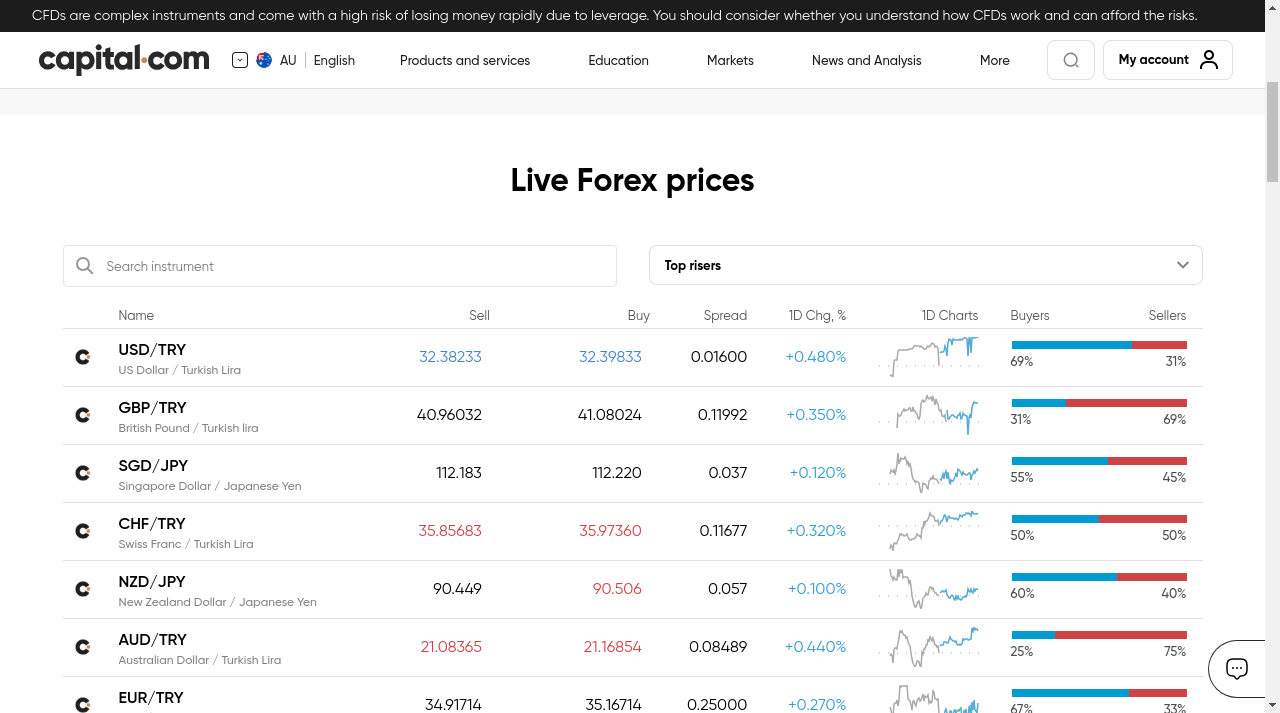 CFDs are complex instruments and come with a high risk of losing money rapidly due to leverage. You should consider whether you understand how CFDs work and can afford the risks.
capital.com AU English Products and services Education Markets News and Analysis More My account
Live Forex prices
Search instrument Top risers
Name Sell Buy Spread 1D Chg, % 1D Charts Buyers Sellers
USD/TRY 32.38233 32.39833 0.01600 +0.480%
US Dollar / Turkish Lira 69% 31%
GBP/TRY 40.96032 41.08024 0.11992 +0.350%
British Pound / Turkish lira 31% 69%
SGD/JPY 112.183 112.220 0.037 +0.120%
Singapore Dollar / Japanese Yen 55% 45%
CHF/TRY 35.85683 35.97360 0.11677 +0.320%
Swiss Franc / Turkish Lira 50% 50%
NZD/JPY 90.449 90.506 0.057 +0.100%
New Zealand Dollar / Japanese Yen 60% 40%
AUD/TRY 21.08365 21.16854 0.08489 +0.440%
Australian Dollar / Turkish Lira 25% 75%
EUR/TRY 34.91714 35.16714 0.25000 +0.270%
67% 33%